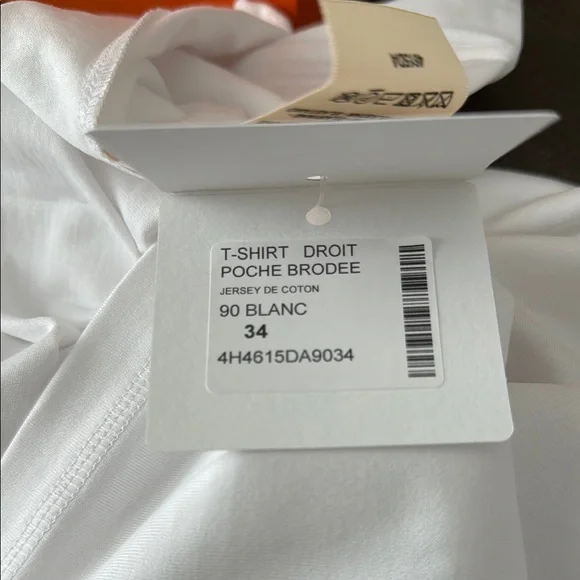 T-SHIRT DROIT
POCHE BRODEE
JERSEY DE COTON
90 BLANC
34
4H4615DA9034